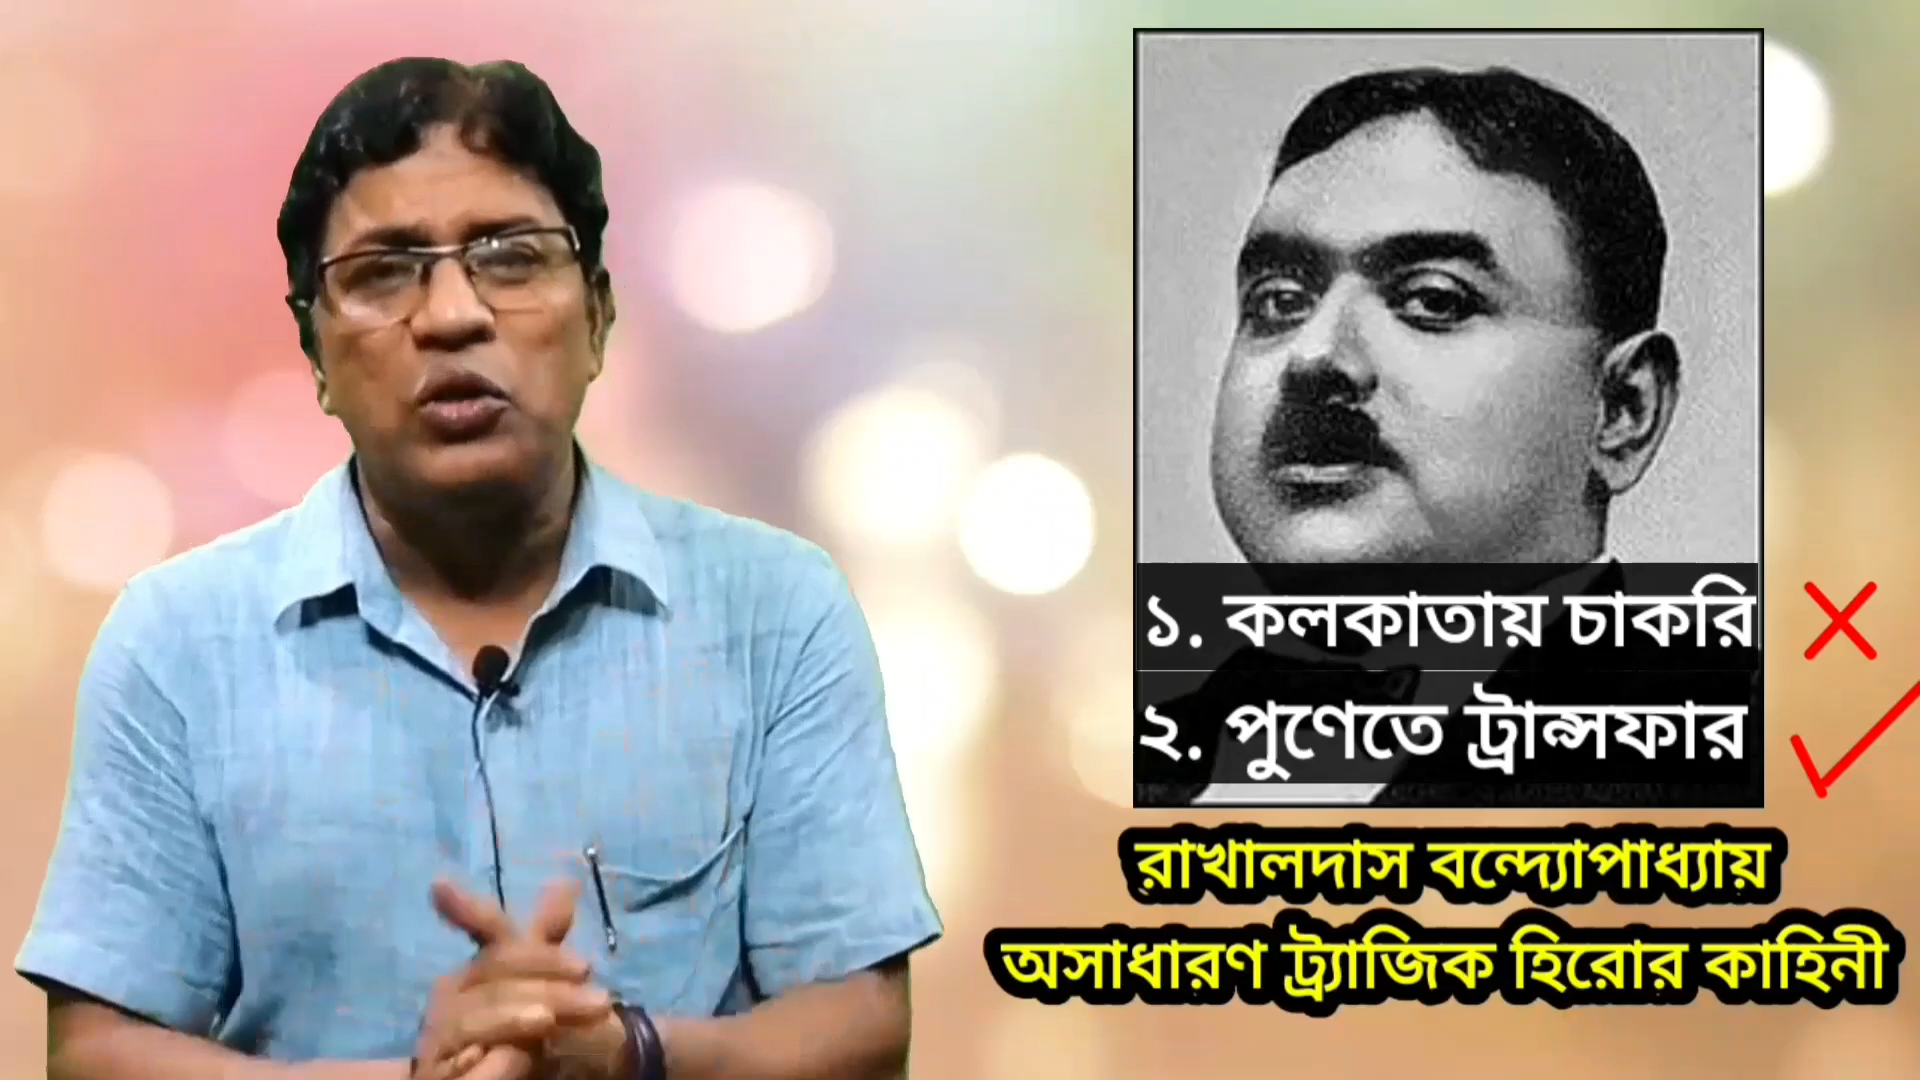 ১. কলকাতায় চাকরি
২. পুণেতে ট্রান্সফার
রাখালদাস বন্দ্যোপাধ্যায়
অসাধারণ ট্র্যাজিক হিরোর কাহিনী